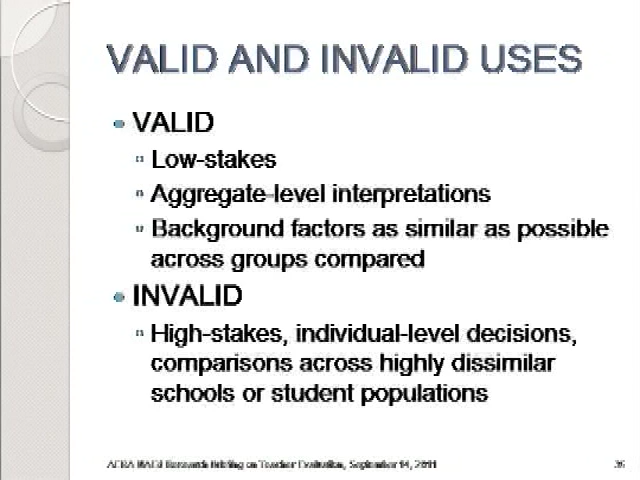 VALID AND INVALID USES
VALID
Low-stakes
Aggregate-level interpretations
Background factors as similar as possible
across groups compared
INVALID
High-stakes, individual-level decisions,
comparisons across highly dissimilar
schools or student populations
Research Briefing on Teacher Evaluation, September 14, 2011